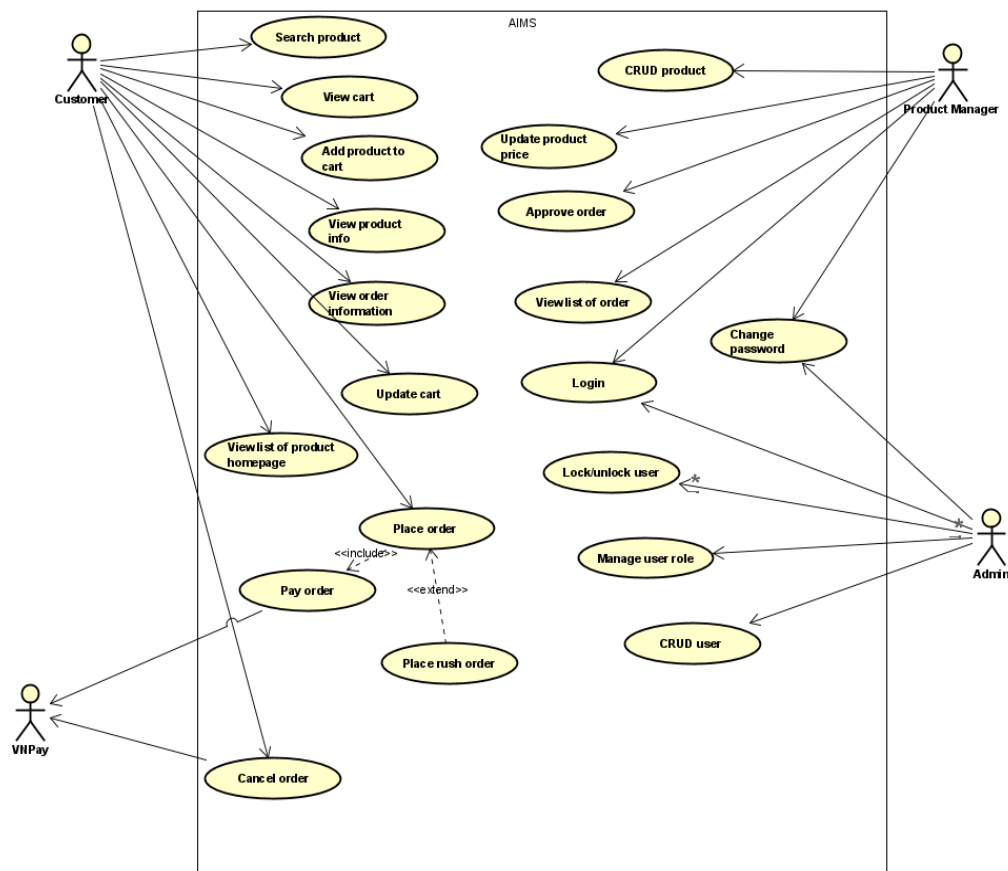 AIMS
Search product
CRUD product
Customer
View cart
Product Manager
Add product to
cart
Update product
price
View product
info
Approve order
View order
information
View list of order
Change
password
Update cart
Login
View list of product
homepage
Lock/unlock user
*
*
Place order
<<include>>
Manage user role
Admin
Pay order
<<extend>>
CRUD user
Place rush order
VNPay
Cancel order